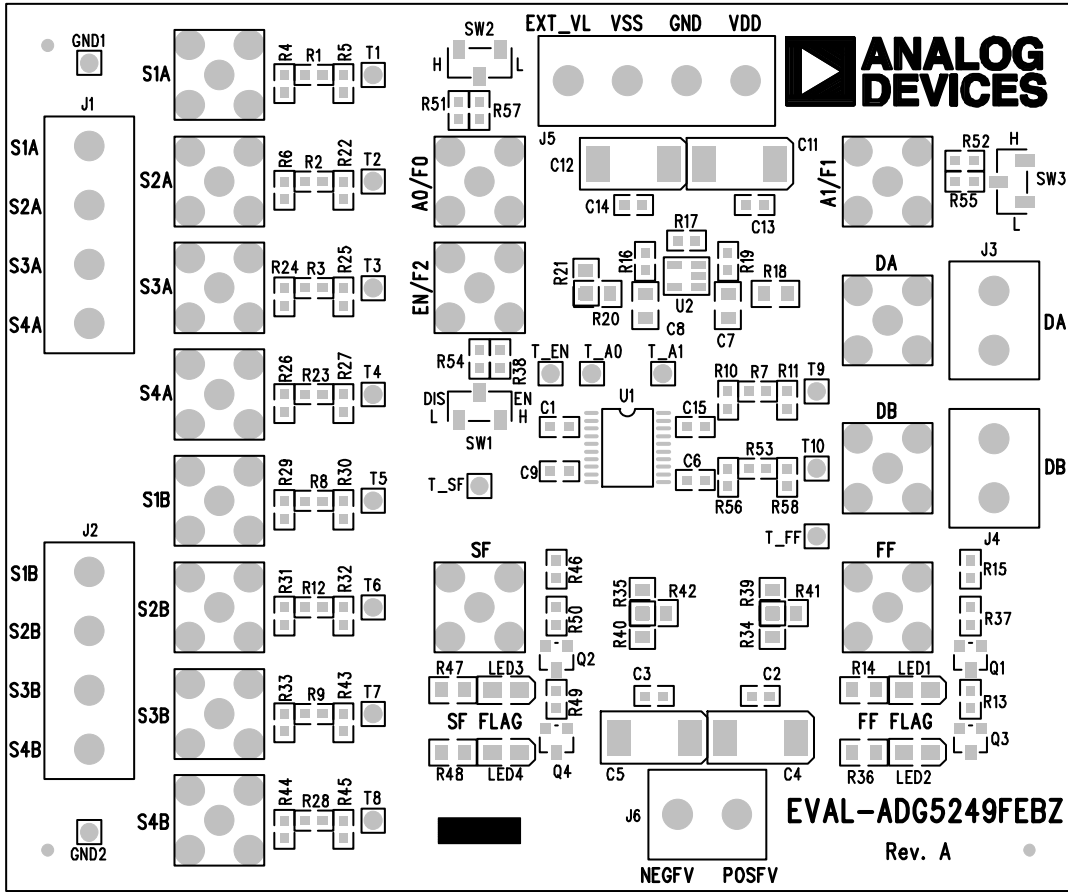 GND1
J1
S1A
S2A
S3A
S4A
J2
S1B
S2B
S3B
S4B
GND2
S1A
R4
R1
R5
T1
S2A
R6
R2
R22
T2
S3A
R24
R3
R25
T3
S4A
R26
R23
R27
T4
S1B
R29
R8
R30
T5
S2B
R31
R12
R32
T6
S3B
R33
R9
R43
T7
S4B
R44
R28
R45
T8
SW2
H
L
R51
R57
A0/F0
EN/F2
R54
R38
DIS
EN
L
H
SW1
T_SF
EXT_VL VSS GND VDD
J5
C12
C11
C14
C13
R17
R16
R19
R21
R20
R18
U2
C8
C7
T_EN
T_A0
T_A1
U1
C1
C15
C9
C6
R10
R7
R11
T9
R53
T10
R56
R58
T_FF
ANALOG
DEVICES
A1/F1
R52
R55
H
SW3
L
DA
J3
DA
DB
DB
J4
SF
R46
R50
Q2
R47
LED3
R49
SF FLAG
R48
LED4
Q4
R35
R42
R40
R39
R41
R34
C3
C2
C5
C4
J6
NEGFV POSFV
FF
R15
R37
Q1
R14
LED1
R13
FF FLAG
R36
LED2
Q3
EVAL-ADG5249FEBZ
Rev. A